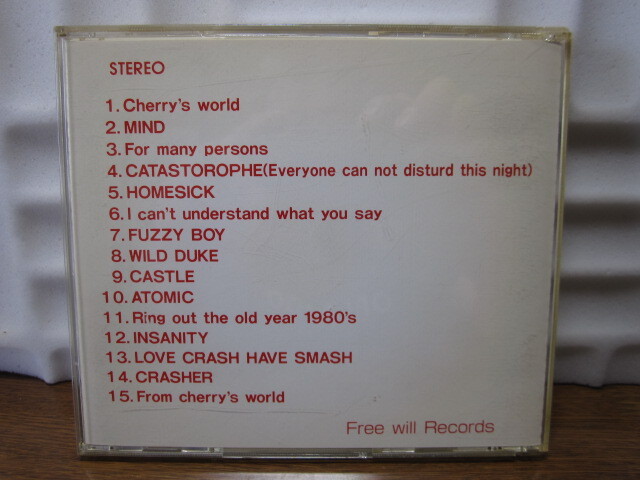 STEREO
1. Cherry's world
2. MIND
3. For many persons
4. CATASTOROPHE(Everyone can not disturd this night)
5. HOMESICK
6. I can't understand what you say
7. FUZZY BOY
8. WILD DUKE
9. CASTLE
10. ATOMIC
11. Ring out the old year 1980's
12. INSANITY
13. LOVE CRASH HAVE SMASH
14. CRASHER
15. From cherry's world
Free will Records